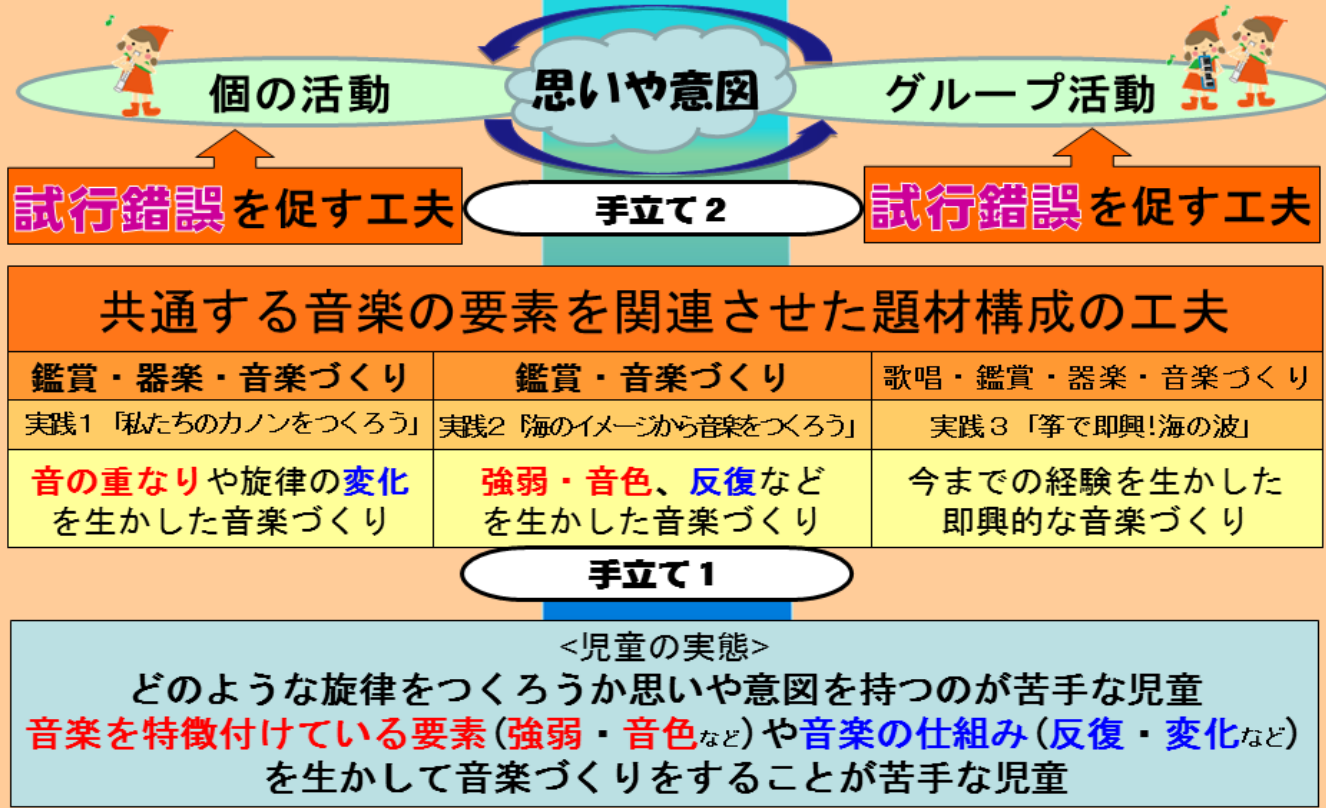 個の活動
思いや意図
グループ活動
試行錯誤を促す工夫
手立て2
試行錯誤を促す工夫
共通する音楽の要素を関連させた題材構成の工夫
鑑賞・器楽・音楽づくり
鑑賞・音楽づくり
歌唱・鑑賞・器楽・音楽づくり
実践1「私たちのカノンをつくろう」
実践2「海のイメージから音楽をつくろう」
実践3「箏で即興!海の波」
音の重なりや旋律の変化
を生かした音楽づくり
強弱・音色、反復など
を生かした音楽づくり
今までの経験を生かした
即興的な音楽づくり
手立て1
<児童の実態>
どのような旋律をつくろうか思いや意図を持つのが苦手な児童
音楽を特徴付けている要素(強弱・音色など)や音楽の仕組み(反復・変化など)
を生かして音楽づくりをすることが苦手な児童